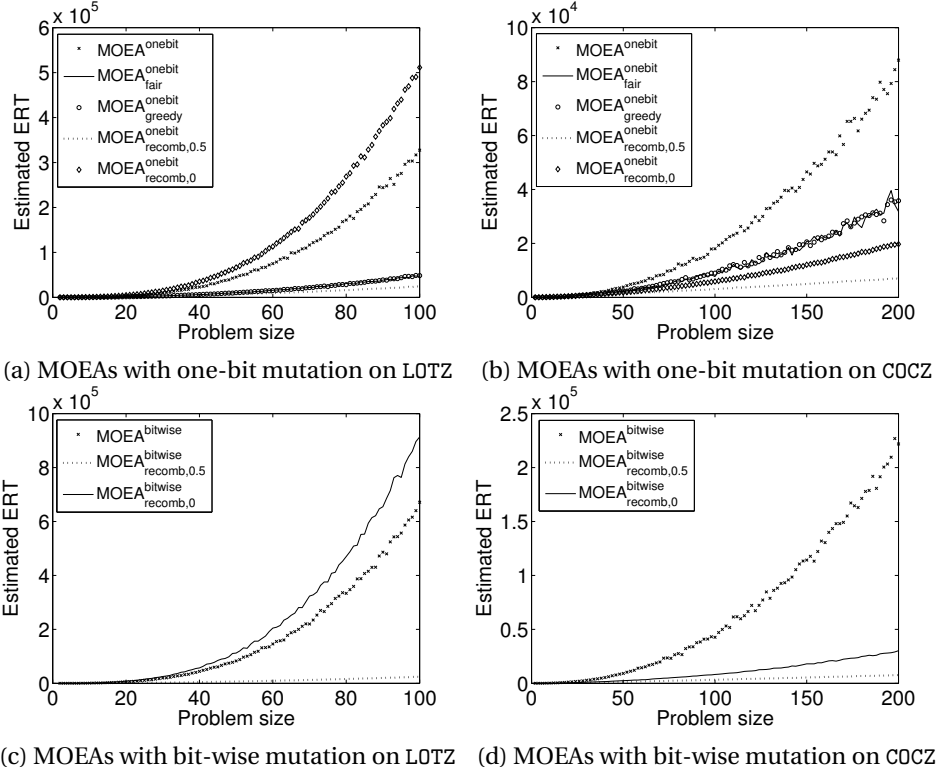 x 10^5
6
5
4
3
2
1
0
0 20 40 60 80 100
Estimated ERT
Problem size
MOEA^onebit
MOEA^onebit_fair
MOEA^onebit_greedy
MOEA^onebit_recomb,0.5
MOEA^onebit_recomb,0
(a) MOEAs with one-bit mutation on LOTZ
x 10^4
10
8
6
4
2
0
0 50 100 150 200
Estimated ERT
Problem size
MOEA^onebit
MOEA^onebit_fair
MOEA^onebit_greedy
MOEA^onebit_recomb,0.5
MOEA^onebit_recomb,0
(b) MOEAs with one-bit mutation on COCZ
x 10^5
10
8
6
4
2
0
0 20 40 60 80 100
Estimated ERT
Problem size
MOEA^bitwise
MOEA^bitwise_recomb,0.5
MOEA^bitwise_recomb,0
(c) MOEAs with bit-wise mutation on LOTZ
x 10^5
2.5
2
1.5
1
0.5
0
0 50 100 150 200
Estimated ERT
Problem size
MOEA^bitwise
MOEA^bitwise_recomb,0.5
MOEA^bitwise_recomb,0
(d) MOEAs with bit-wise mutation on COCZ